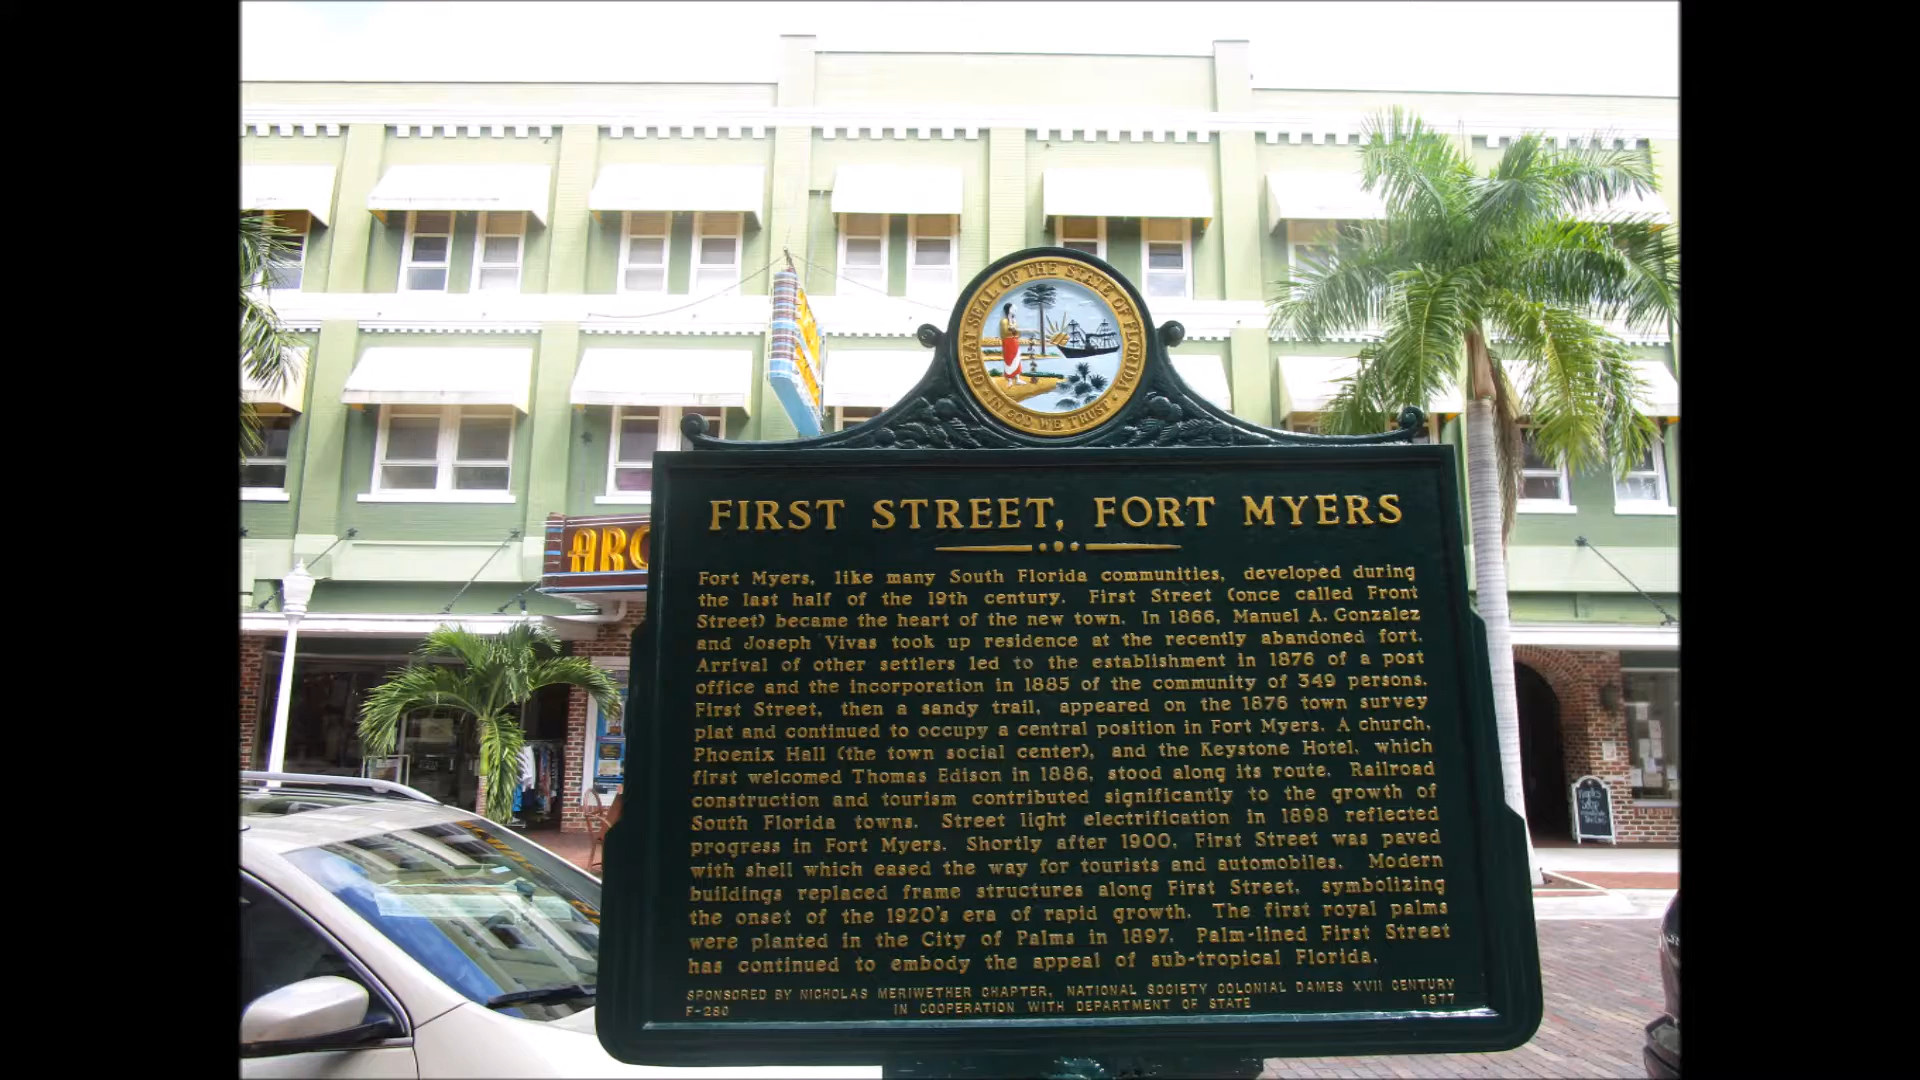 GREAT SEAL OF THE STATE OF FLORIDA
IN GOD WE TRUST
FIRST STREET, FORT MYERS
ARC
Fort Myers, like many South Florida communities, developed during
the last half of the 19th century. First Street (once called Front
Street) became the heart of the new town. In 1866, Manuel A. Gonzalez
and Joseph Vivas took up residence at the recently abandoned fort.
Arrival of other settlers led to the establishment in 1876 of a post
office and the incorporation in 1885 of the community of 349 persons.
First Street, then a sandy trail, appeared on the 1876 town survey
plat and continued to occupy a central position in Fort Myers. A church,
Phoenix Hall (the town social center), and the Keystone Hotel, which
first welcomed Thomas Edison in 1886, stood along its route. Railroad
construction and tourism contributed significantly to the growth of
South Florida towns. Street light electrification in 1898 reflected
progress in Fort Myers. Shortly after 1900, First Street was paved
with shell which eased the way for tourists and automobiles. Modern
buildings replaced frame structures along First Street, symbolizing
the onset of the 1920's era of rapid growth. The first royal palms
were planted in the City of Palms in 1897. Palm-lined First Street
has continued to embody the appeal of sub-tropical Florida.
SPONSORED BY NICHOLAS MERIWETHER CHAPTER, NATIONAL SOCIETY COLONIAL DAMES XVII CENTURY
F-280 IN COOPERATION WITH DEPARTMENT OF STATE 1977